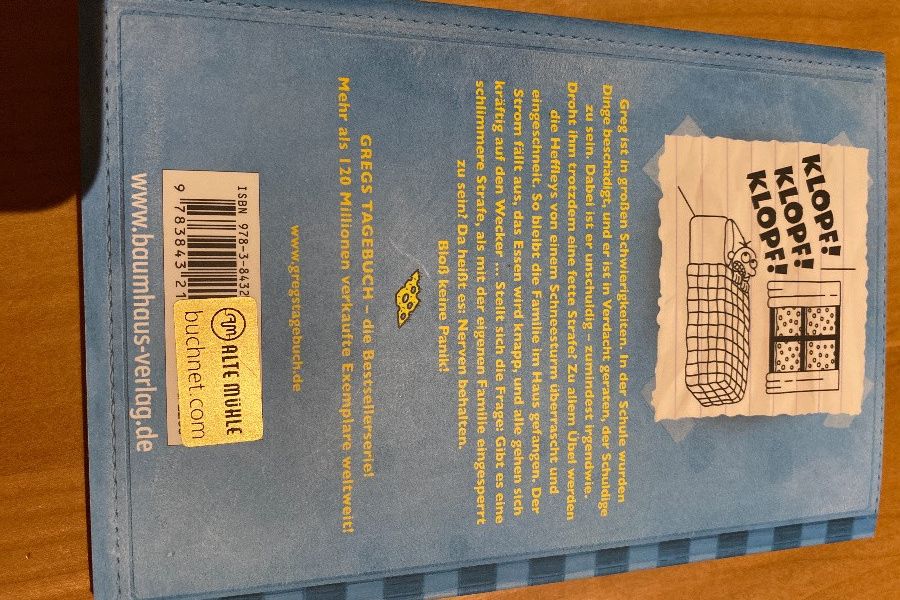 KLOPF!
KLOPF!
KLOPF!
Greg ist in großen Schwierigkeiten. In der Schule wurden
Dinge beschädigt, und er ist in Verdacht geraten, der Schuldige
zu sein. Dabei ist er unschuldig – zumindest irgendwie.
Droht ihm trotzdem eine fette Strafe? Zu allem Übel werden
die Heffleys von einem Schneesturm überrascht und
eingeschneit. So bleibt die Familie im Haus gefangen. Der
Strom fällt aus, das Essen wird knapp, und alle gehen sich
kräftig auf den Wecker .... Stellt sich die Frage: Gibt es eine
schlimmere Strafe, als mit der eigenen Familie eingesperrt
zu sein? Da heißt es: Nerven behalten.
Bloß keine Panik!
GREGS TAGEBUCH – die Bestsellerserie!
Mehr als 120 Millionen verkaufte Exemplare weltweit!
www.gregstagebuch.de
ISBN 978-3-8432
9 783843 21
ALTE MÜHLE
buchnet.com
www.baumhaus-verlag.de